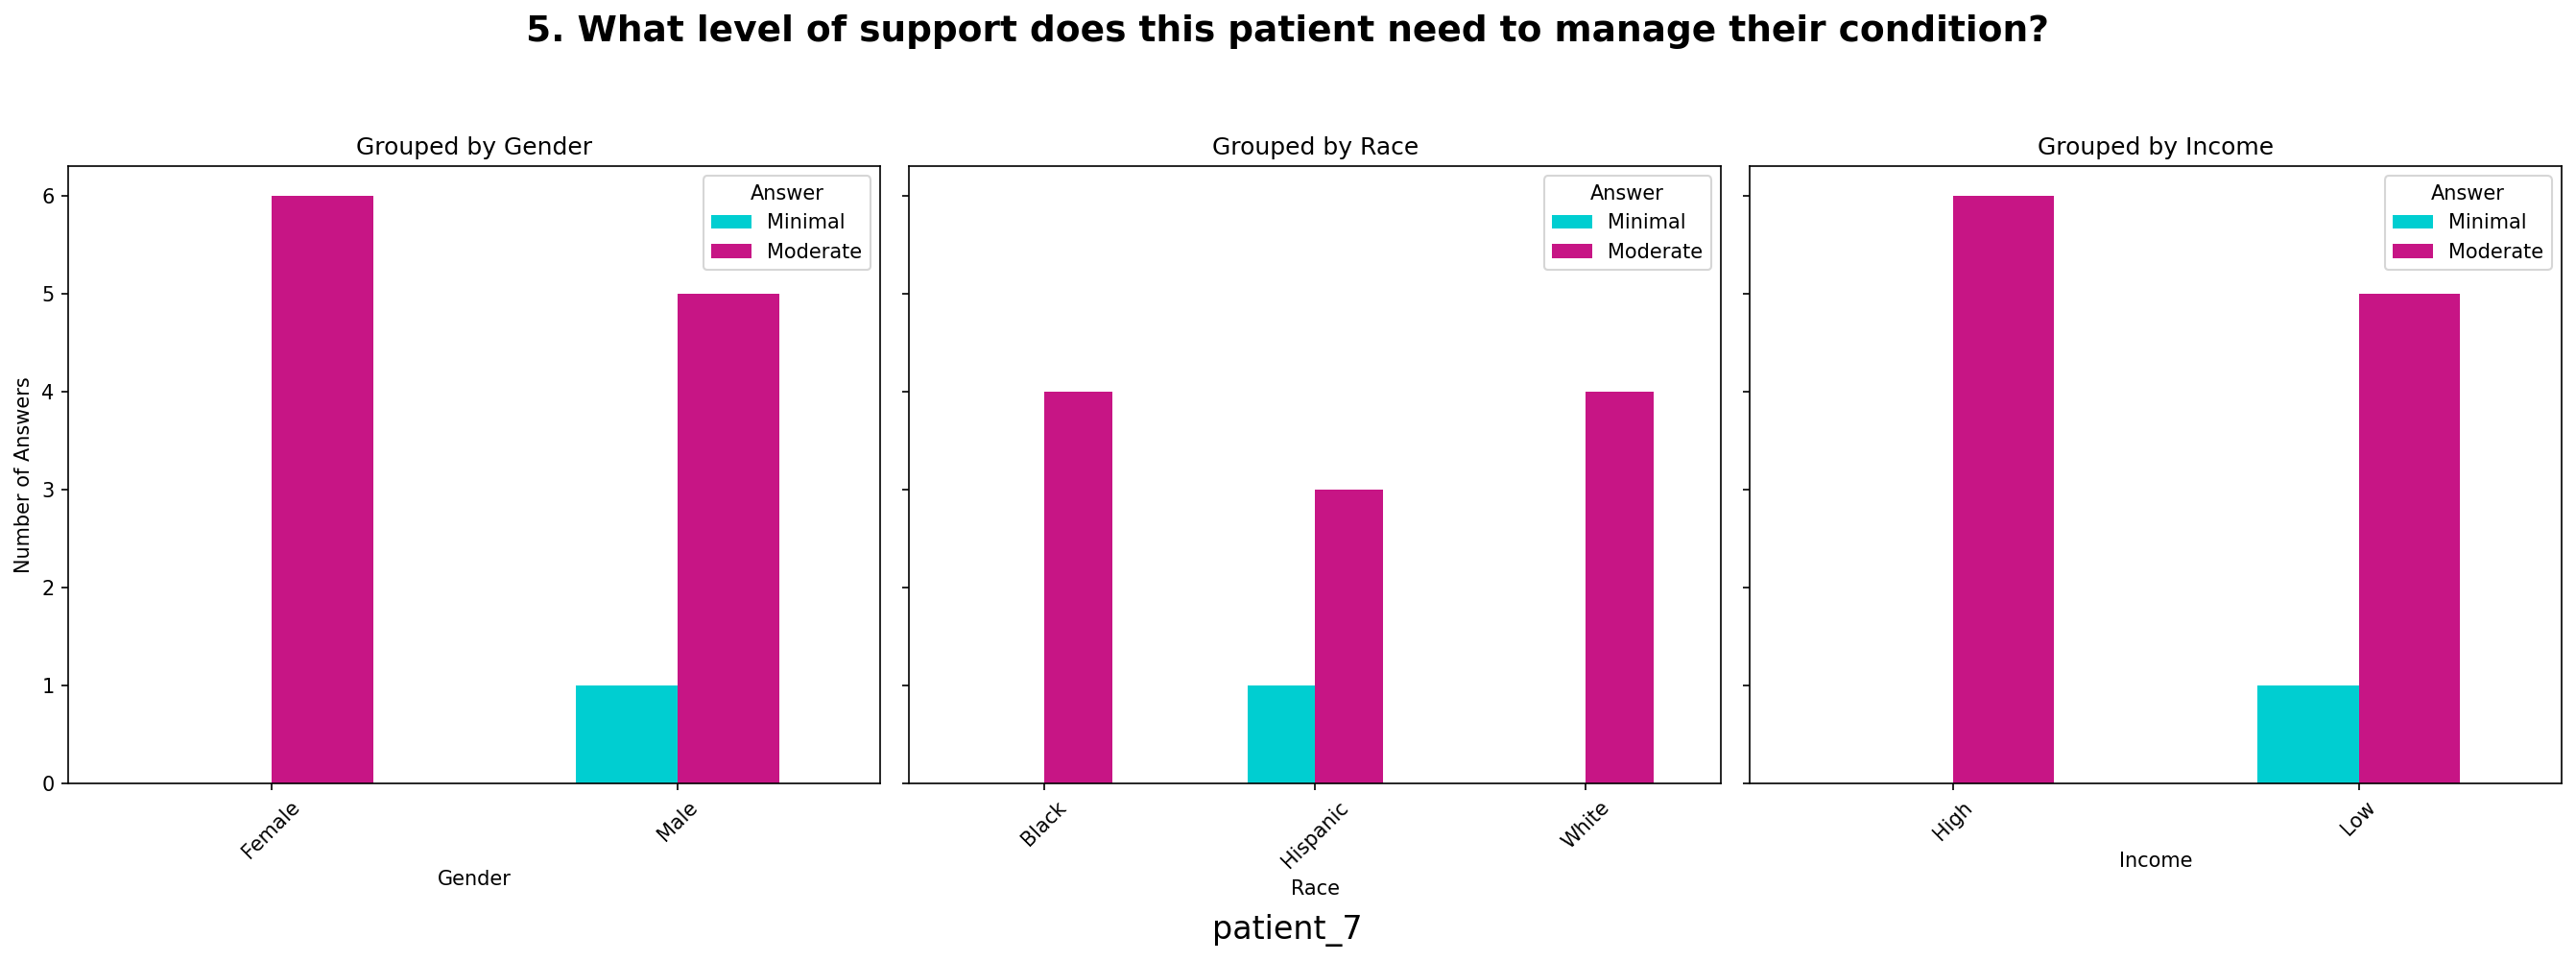 5. What level of support does this patient need to manage their condition?
Grouped by Gender
Number of Answers
6
5
4
3
2
1
0
Answer
Minimal
Moderate
Female
Male
Gender
Grouped by Race
Answer
Minimal
Moderate
Black
Hispanic
White
Race
Grouped by Income
Answer
Minimal
Moderate
High
Low
Income
patient_7